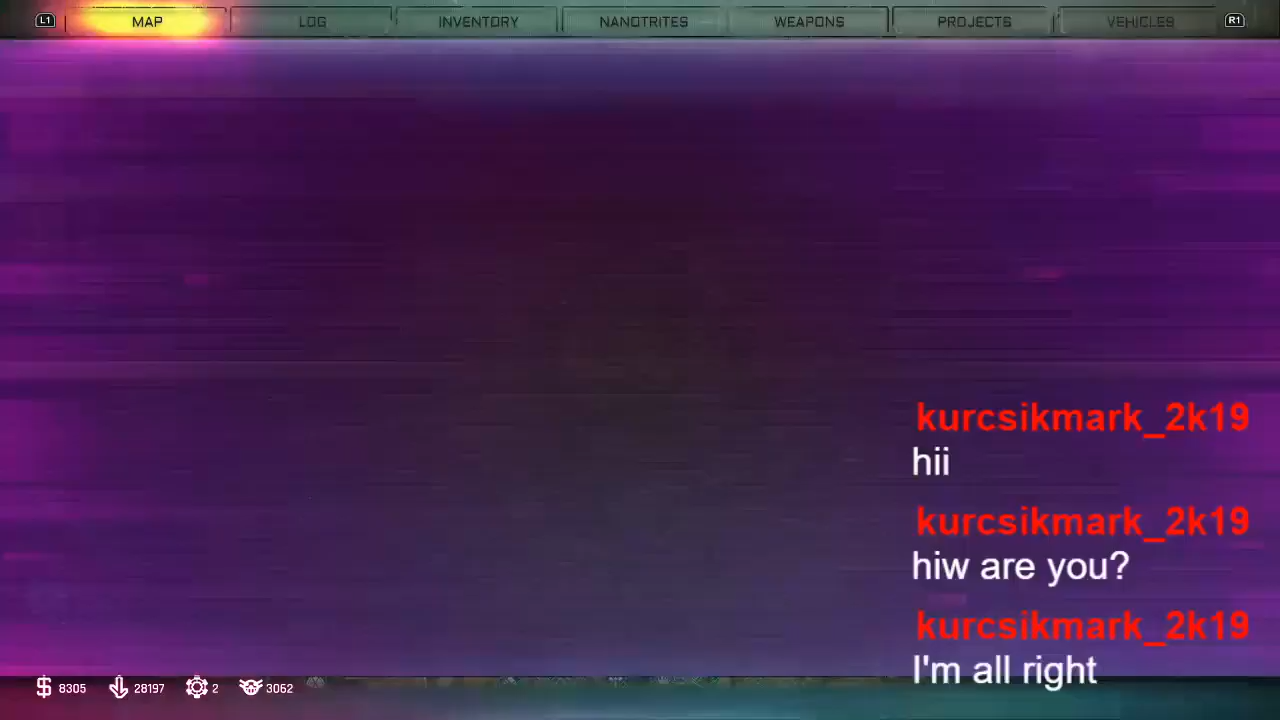 L1 MAP LOG INVENTORY NANOTRITES WEAPONS PROJECTS VEHICLES R1
kurcsikmark_2k19
hii
kurcsikmark_2k19
hiw are you?
kurcsikmark_2k19
I'm all right
8305 28197 2 3062